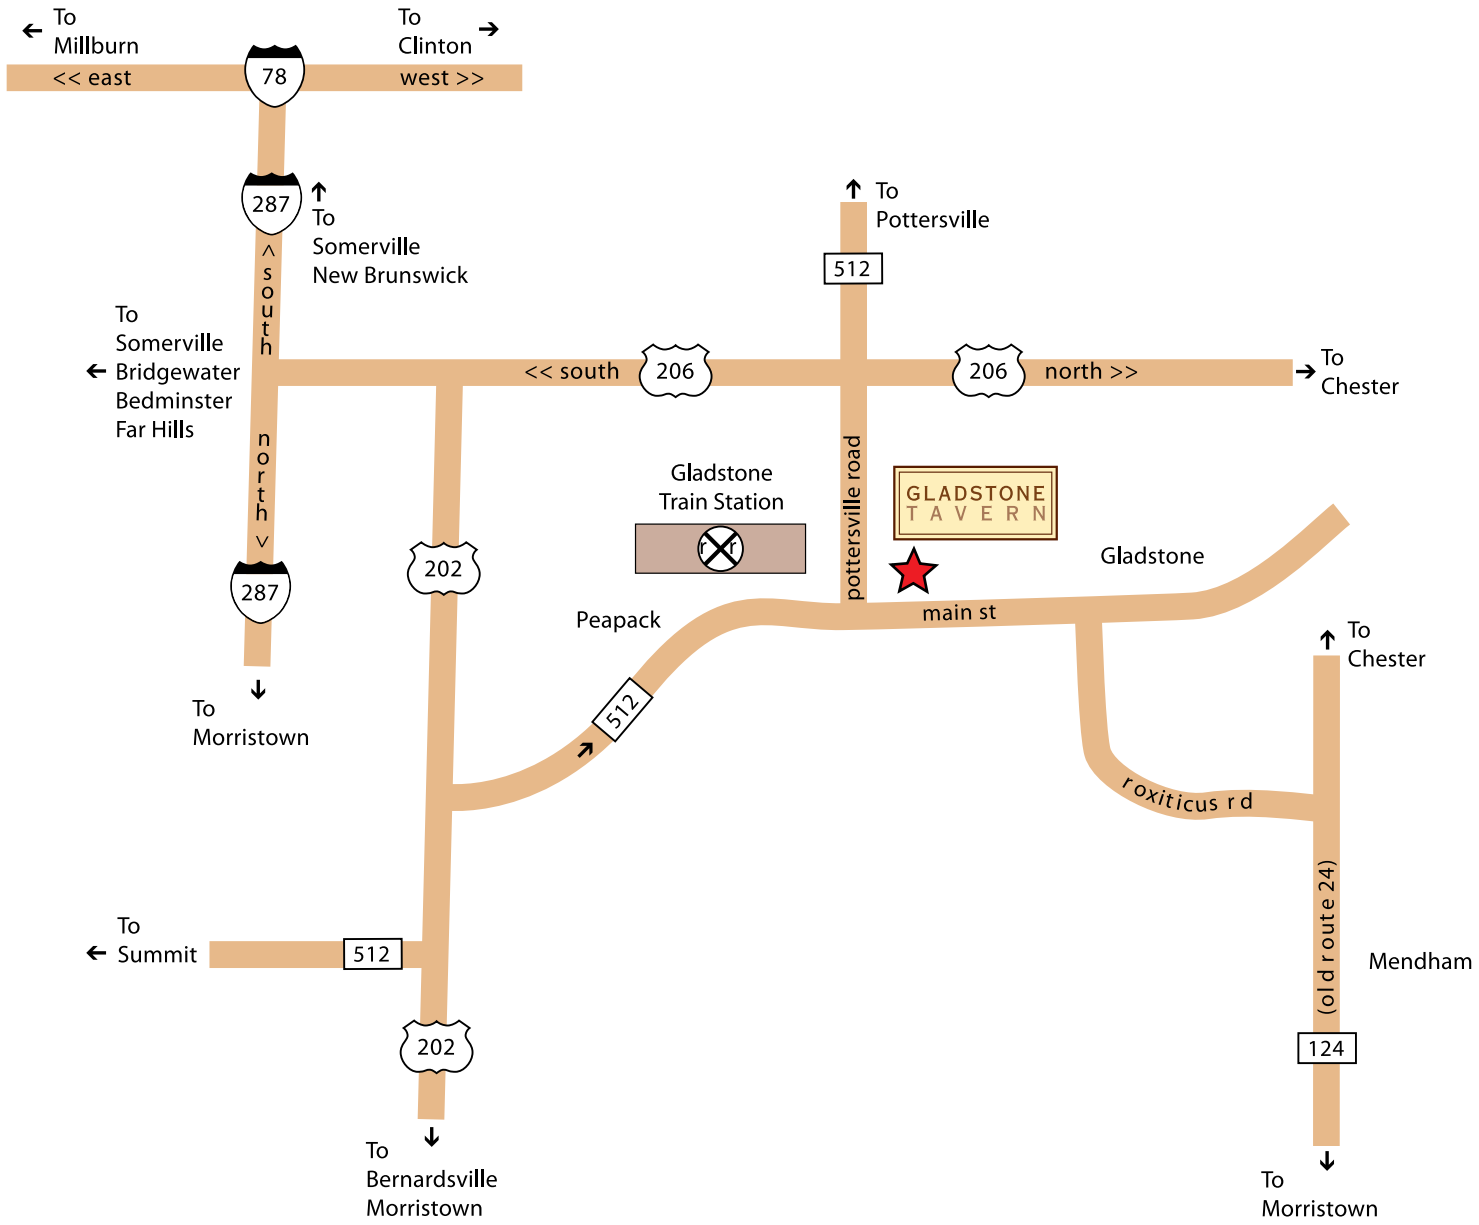 To
Millburn
To
Clinton
<< east
78
west >>
287
To
Somerville
New Brunswick
< south
To
Pottersville
512
To
Somerville
Bridgewater
Bedminster
Far Hills
<< south
206
206
north >>
To
Chester
north >
287
To
Morristown
202
Gladstone
Train Station
r r
pottersville road
GLADSTONE
TAVERN
Gladstone
Peapack
main st
512
To
Chester
roxiticus rd
(old route 24)
Mendham
124
To
Summit
512
202
To
Bernardsville
Morristown
To
Morristown